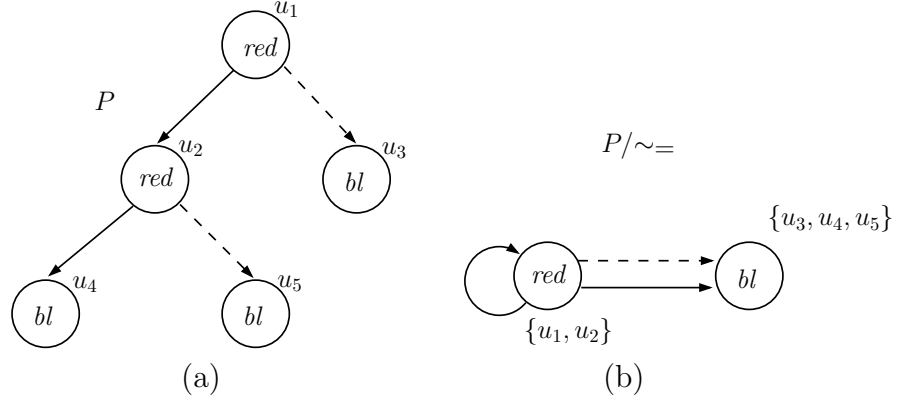 u₁
red
P
u₂
u₃
red
bl
P/∼=
{u₃, u₄, u₅}
u₄
u₅
bl
bl
red
bl
{u₁, u₂}
(a)
(b)